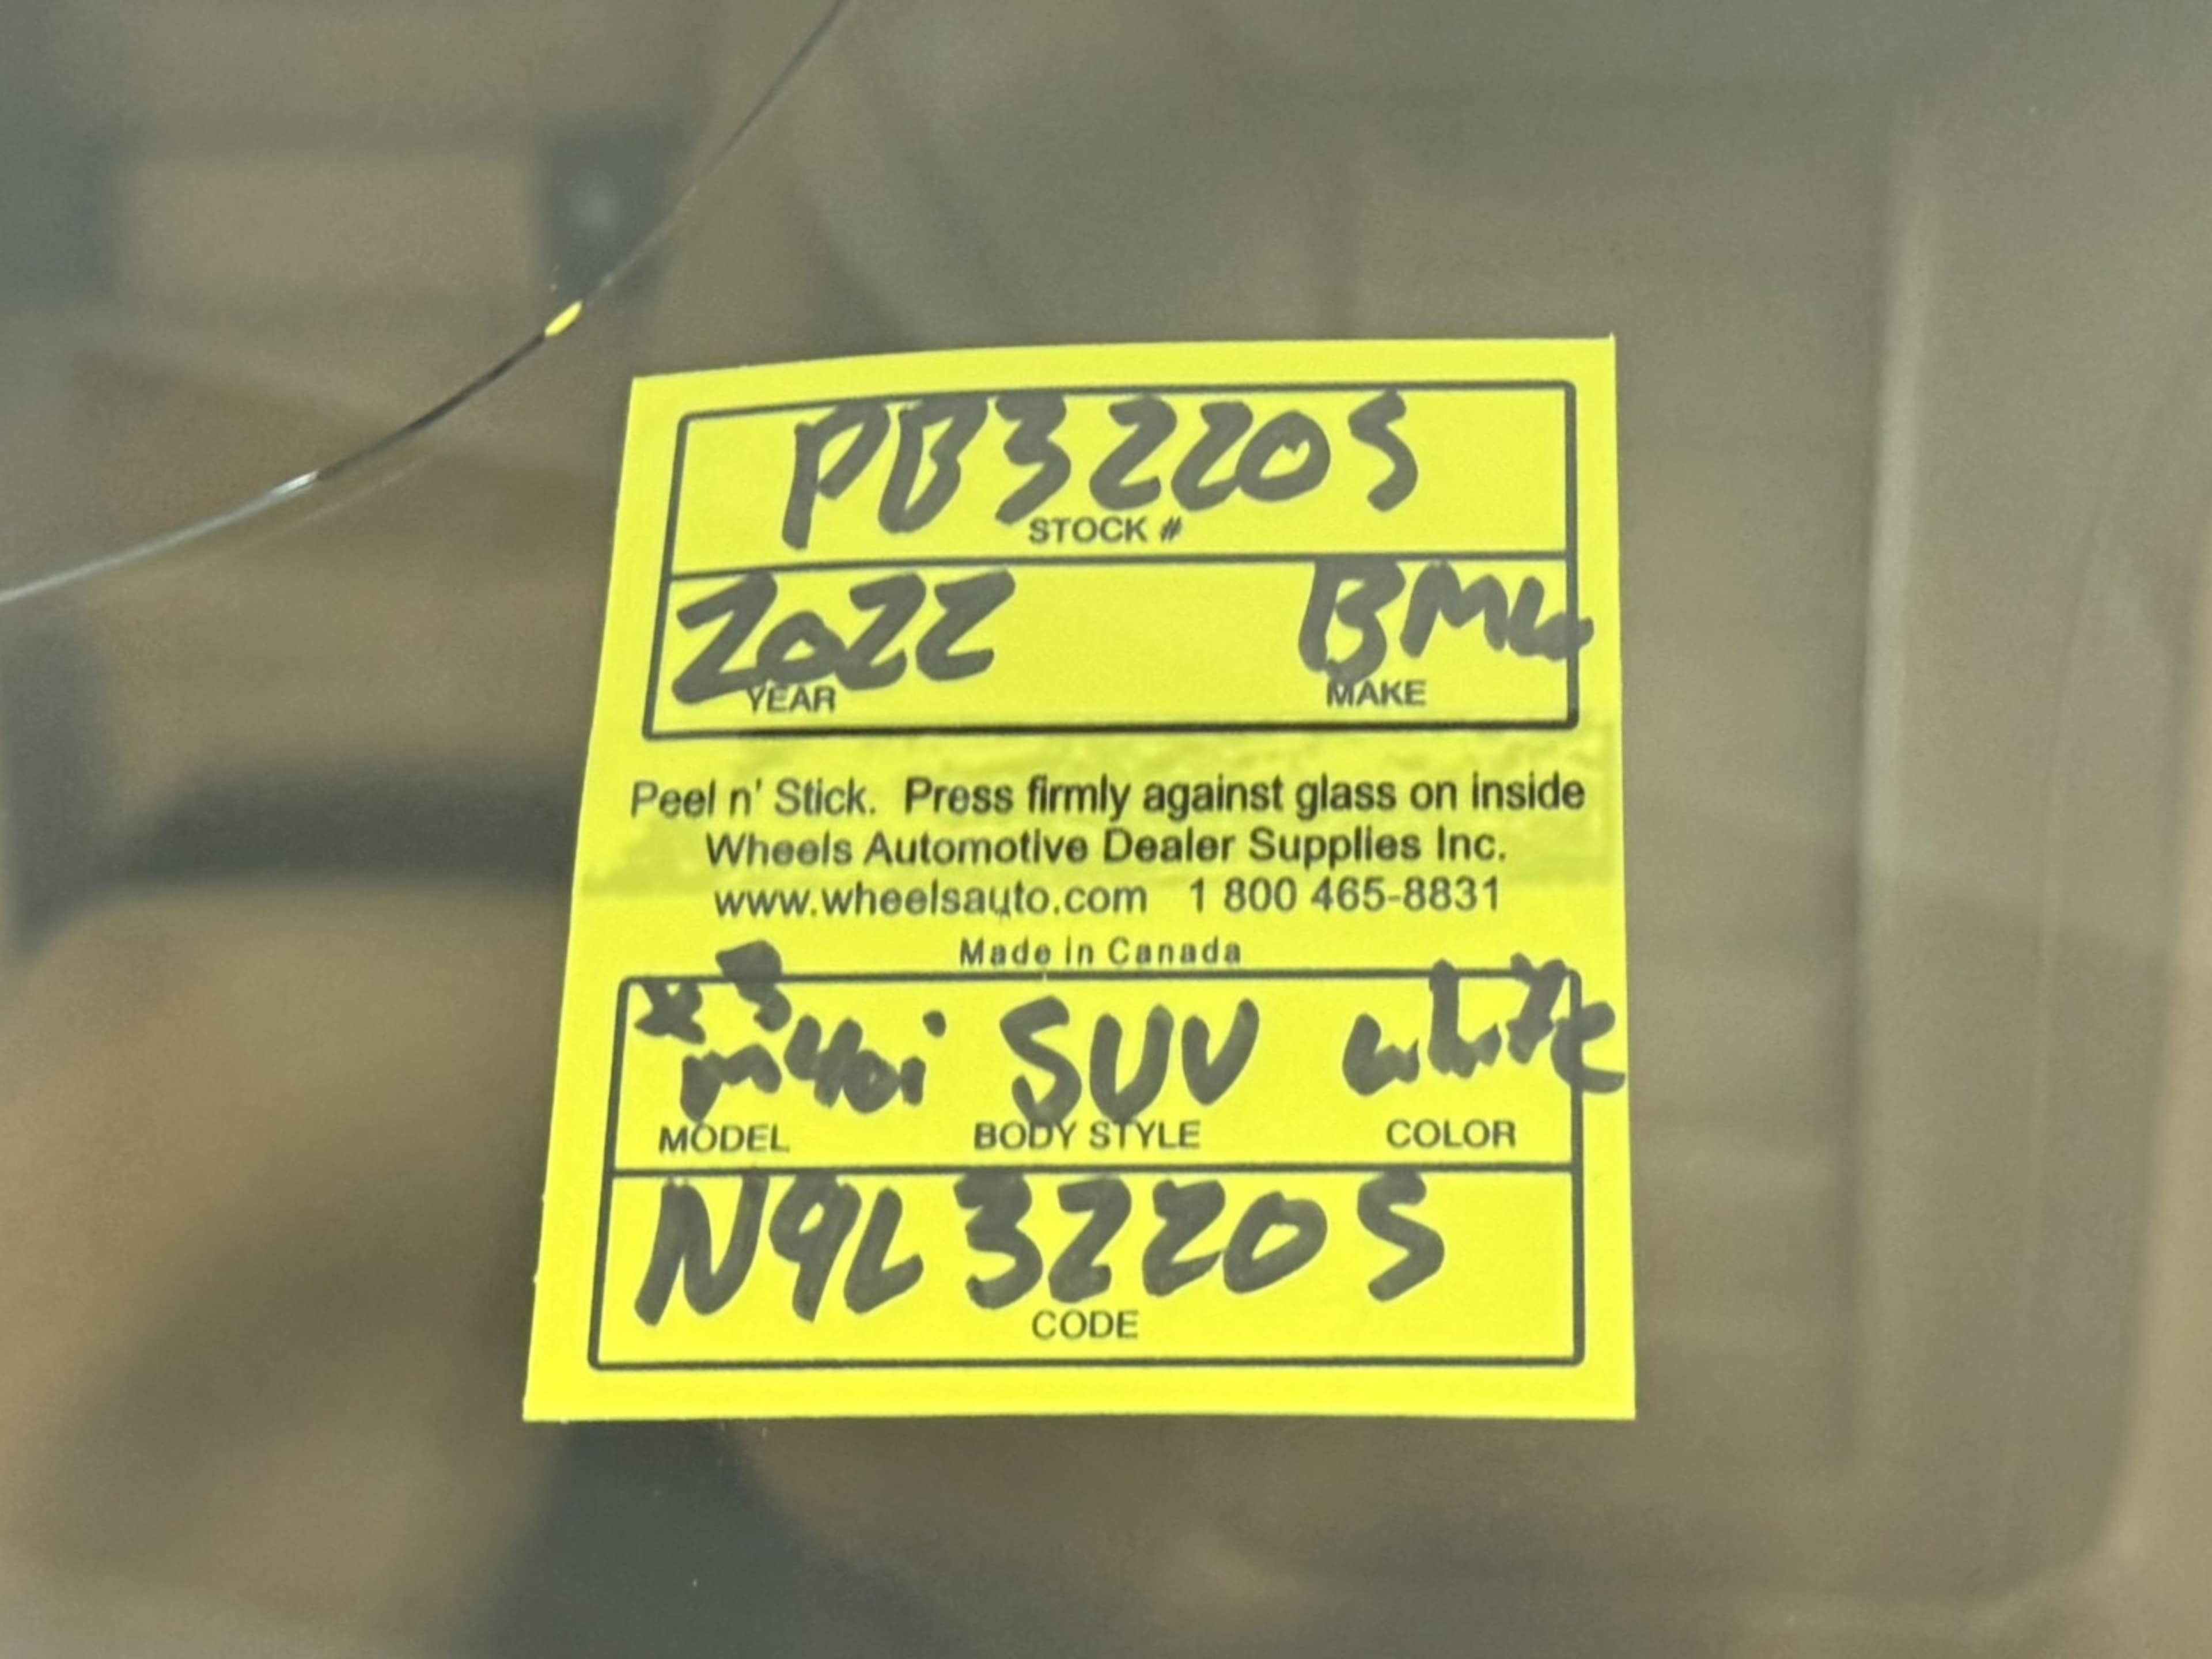 PB32205
STOCK #
2022 BMW
YEAR MAKE
Peel n' Stick. Press firmly against glass on inside
Wheels Automotive Dealer Supplies Inc.
www.wheelsauto.com 1 800 465-8831
Made in Canada
X3
m40i SUV white
MODEL BODY STYLE COLOR
N9L32205
CODE